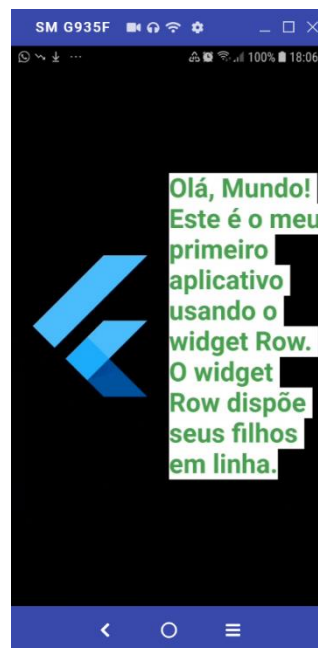 SM G935F
100% 18:06
Olá, Mundo!
Este é o meu
primeiro
aplicativo
usando o
widget Row.
O widget
Row dispõe
seus filhos
em linha.